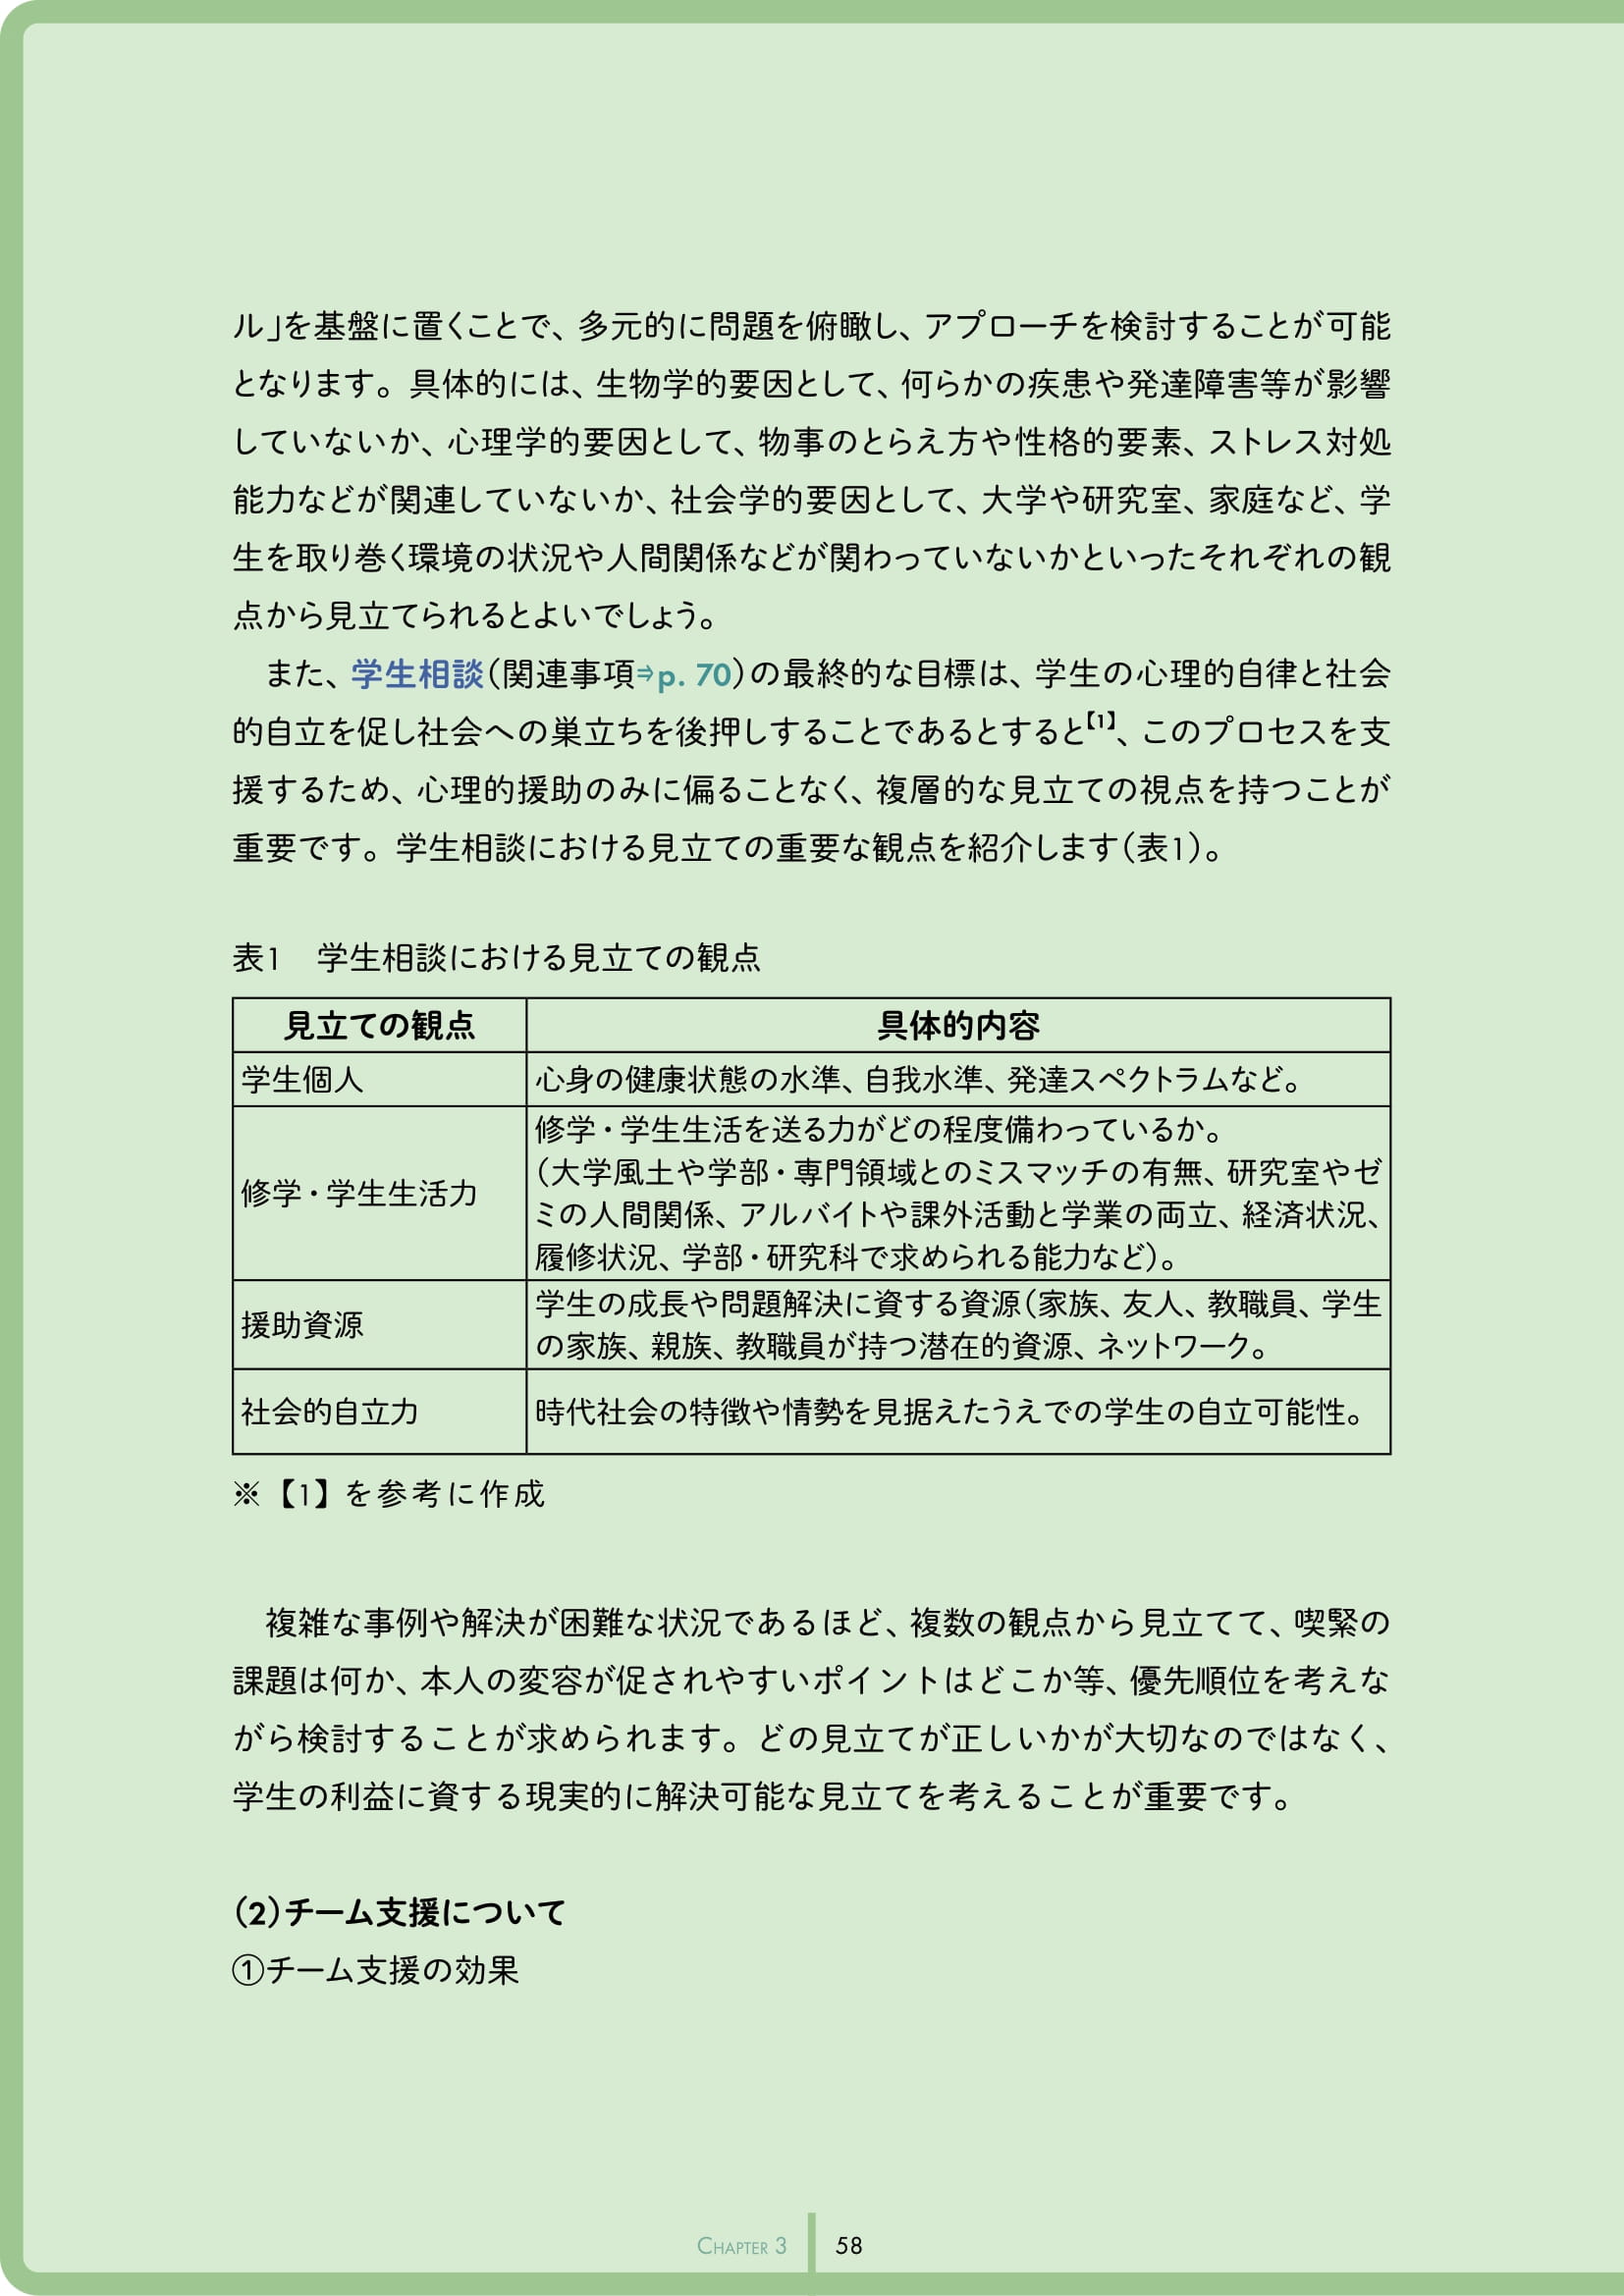 ル」を基盤に置くことで、多元的に問題を俯瞰し、アプローチを検討することが可能
となります。具体的には、生物学的要因として、何らかの疾患や発達障害等が影響
していないか、心理学的要因として、物事のとらえ方や性格的要素、ストレス対処
能力などが関連していないか、社会学的要因として、大学や研究室、家庭など、学
生を取り巻く環境の状況や人間関係などが関わっていないかといったそれぞれの観
点から見立てられるとよいでしょう。
また、学生相談（関連事項⇒p. 70）の最終的な目標は、学生の心理的自律と社会
的自立を促し社会への巣立ちを後押しすることであるとすると【1】、このプロセスを支
援するため、心理的援助のみに偏ることなく、複層的な見立ての視点を持つことが
重要です。学生相談における見立ての重要な観点を紹介します（表1）。
表1　学生相談における見立ての観点
見立ての観点　具体的内容
学生個人　心身の健康状態の水準、自我水準、発達スペクトラムなど。
修学・学生生活力　修学・学生生活を送る力がどの程度備わっているか。
（大学風土や学部・専門領域とのミスマッチの有無、研究室やゼ
ミの人間関係、アルバイトや課外活動と学業の両立、経済状況、
履修状況、学部・研究科で求められる能力など）。
援助資源　学生の成長や問題解決に資する資源（家族、友人、教職員、学生
の家族、親族、教職員が持つ潜在的資源、ネットワーク。
社会的自立力　時代社会の特徴や情勢を見据えたうえでの学生の自立可能性。
※【1】を参考に作成
複雑な事例や解決が困難な状況であるほど、複数の観点から見立てて、喫緊の
課題は何か、本人の変容が促されやすいポイントはどこか等、優先順位を考えな
がら検討することが求められます。どの見立てが正しいかが大切なのではなく、
学生の利益に資する現実的に解決可能な見立てを考えることが重要です。
（2）チーム支援について
①チーム支援の効果
CHAPTER 3　58